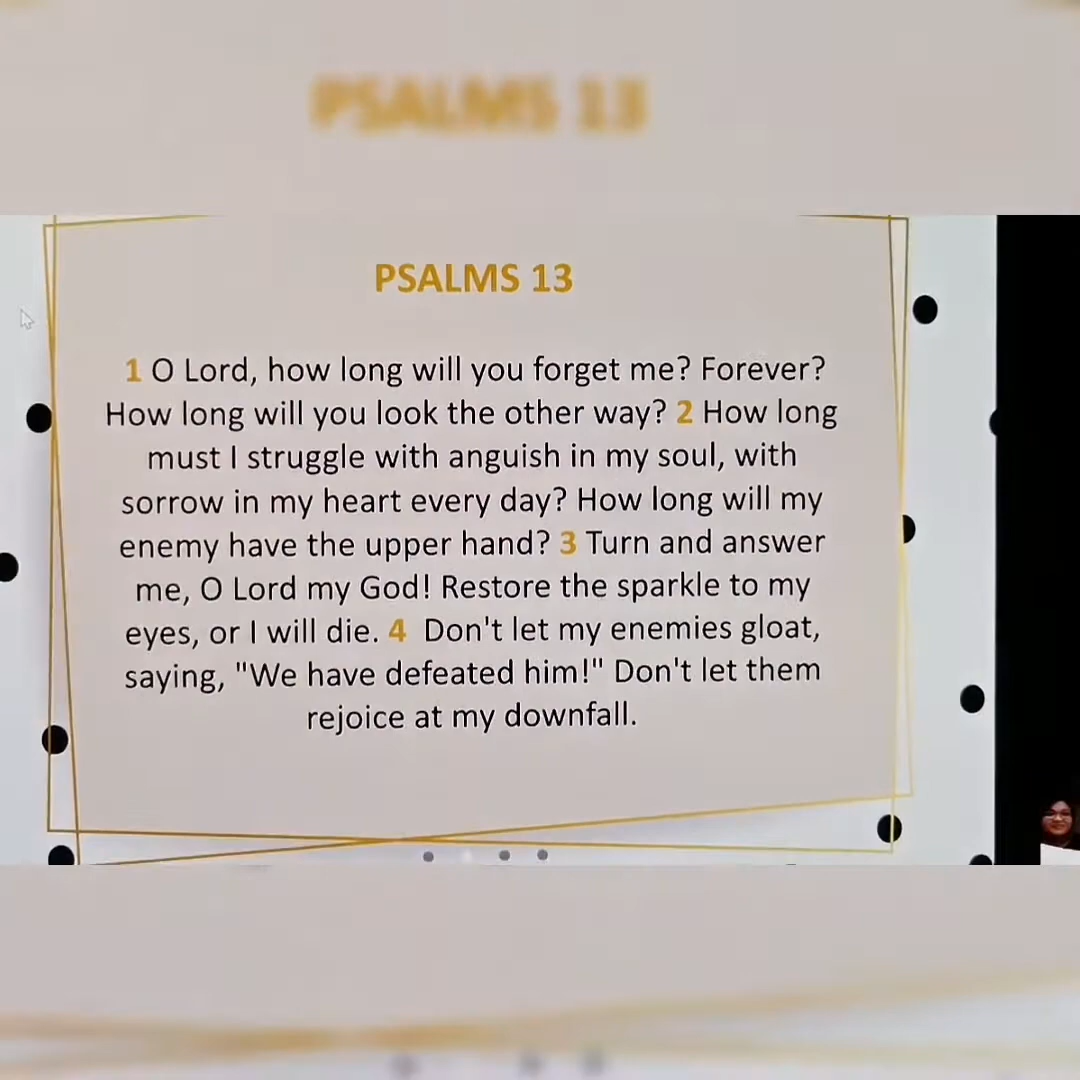 PSALMS 13
PSALMS 13
1 O Lord, how long will you forget me? Forever?
How long will you look the other way? 2 How long
must I struggle with anguish in my soul, with
sorrow in my heart every day? How long will my
enemy have the upper hand? 3 Turn and answer
me, O Lord my God! Restore the sparkle to my
eyes, or I will die. 4 Don't let my enemies gloat,
saying, "We have defeated him!" Don't let them
rejoice at my downfall.